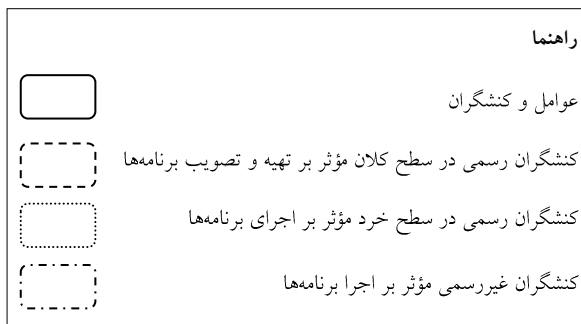 راهنما
عوامل و کنشگران
کنشگران رسمی در سطح کلان مؤثر بر تهیه و تصویب برنامه‌ها
کنشگران رسمی در سطح خرد مؤثر بر اجرای برنامه‌ها
کنشگران غیررسمی مؤثر بر اجرا برنامه‌ها